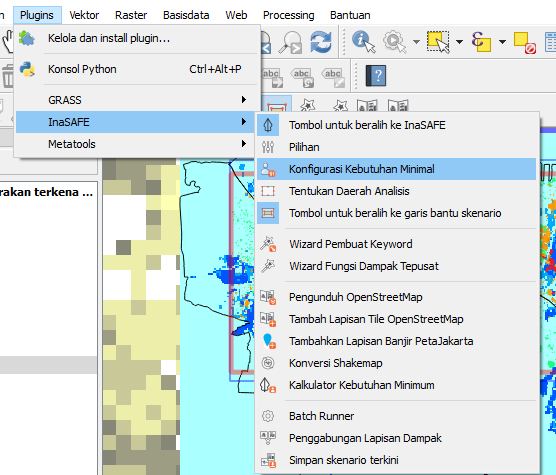 Plugins Vektor Raster Basisdata Web Processing Bantuan
Kelola dan install plugin...
Konsol Python Ctrl+Alt+P
GRASS
InaSAFE
Metatools
rakan terkena ...
Tombol untuk beralih ke InaSAFE
Pilihan
Konfigurasi Kebutuhan Minimal
Tentukan Daerah Analisis
Tombol untuk beralih ke garis bantu skenario
Wizard Pembuat Keyword
Wizard Fungsi Dampak Tepusat
Pengunduh OpenStreetMap
Tambah Lapisan Tile OpenStreetMap
Tambahkan Lapisan Banjir PetaJakarta
Konversi Shakemap
Kalkulator Kebutuhan Minimum
Batch Runner
Penggabungan Lapisan Dampak
Simpan skenario terkini